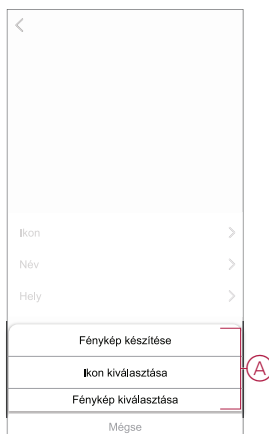 Ikon
Név
Hely
Fénykép készítése
Ikon kiválasztása
Fénykép kiválasztása
A
Mégse